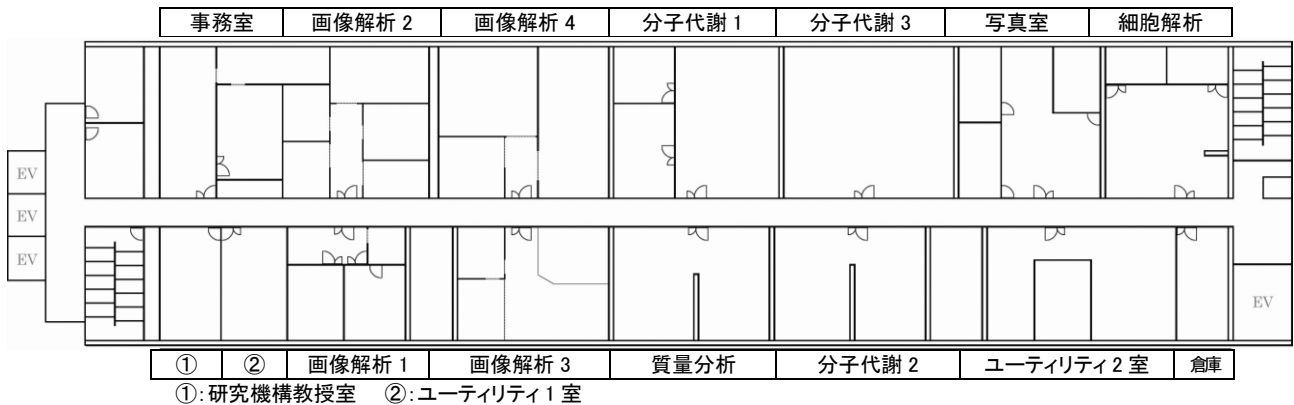 事務室 画像解析2 画像解析4 分子代謝1 分子代謝3 写真室 細胞解析
EV
EV
EV
EV
① ② 画像解析1 画像解析3 質量分析 分子代謝2 ユーティリティ2室 倉庫
①:研究機構教授室 ②:ユーティリティ1室